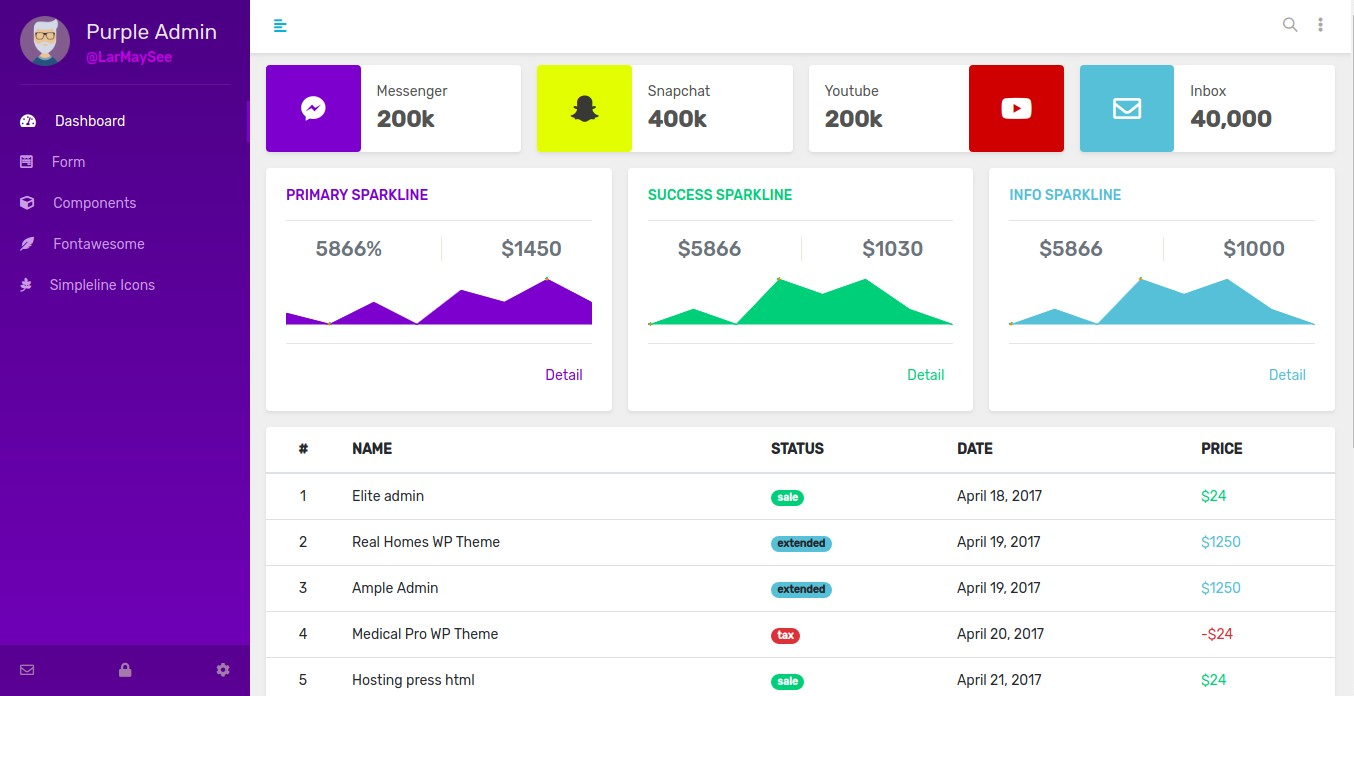 Purple Admin
@LarMaySee
Dashboard
Form
Components
Fontawesome
Simpleline Icons
Messenger
200k
Snapchat
400k
Youtube
200k
Inbox
40,000
PRIMARY SPARKLINE
5866% $1450
Detail
SUCCESS SPARKLINE
$5866 $1030
Detail
INFO SPARKLINE
$5866 $1000
Detail
# NAME STATUS DATE PRICE
1 Elite admin sale April 18, 2017 $24
2 Real Homes WP Theme extended April 19, 2017 $1250
3 Ample Admin extended April 19, 2017 $1250
4 Medical Pro WP Theme tax April 20, 2017 -$24
5 Hosting press html sale April 21, 2017 $24